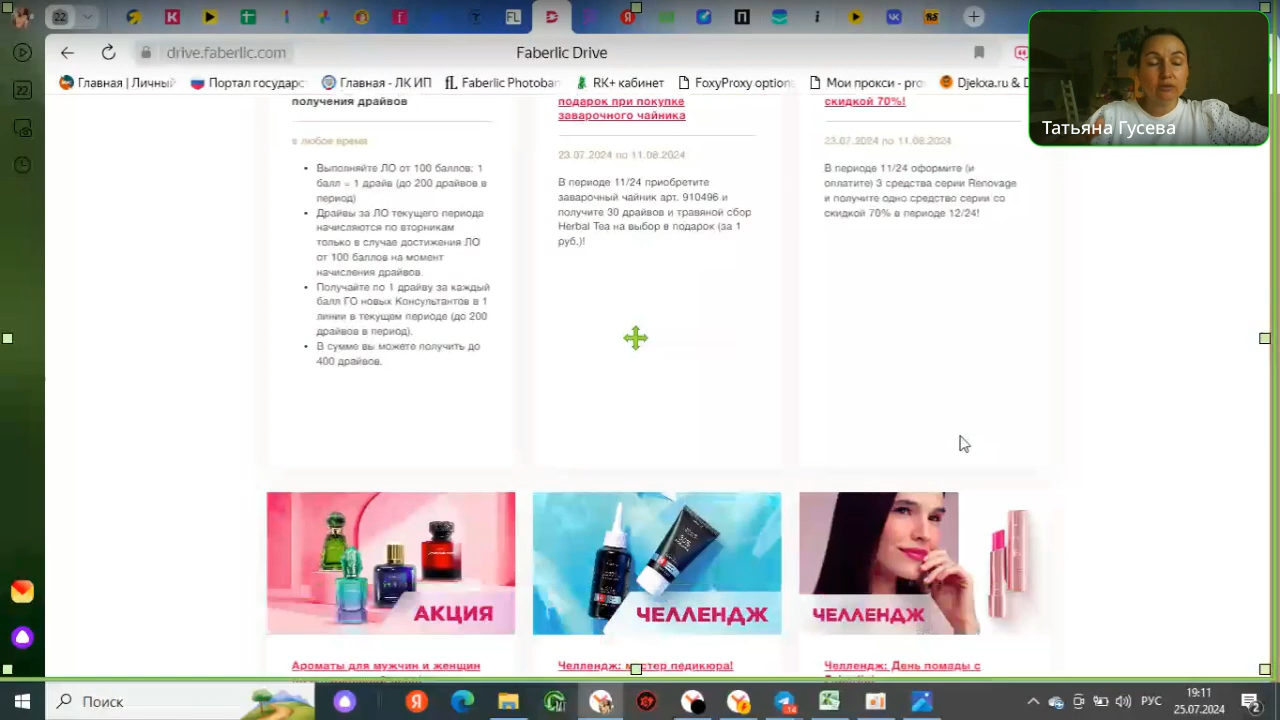 22
drive.faberlic.com
Faberlic Drive
Главная | Личный
Портал государс
Главная - ЛК ИП
Faberlic Photoban
RK+ кабинет
FoxyProxy options
Мои прокси - pro
Djekxa.ru & D
Татьяна Гусева
получения драйвов
в любое время
Выполняйте ЛО от 100 баллов: 1
балл = 1 драйв (до 200 драйвов в
период)
Драйвы за ЛО текущего периода
начисляются по вторникам
только в случае достижения ЛО
от 100 баллов на момент
начисления драйвов.
Получайте по 1 драйву за каждый
балл ГО новых Консультантов в 1
линии в текущем периоде (до 200
драйвов в период).
В сумме вы можете получить до
400 драйвов.
подарок при покупке
заварочного чайника
23.07.2024 по 11.08.2024
В периоде 11/24 приобретите
заварочный чайник арт. 910496 и
получите 30 драйвов и травяной сбор
Herbal Tea на выбор в подарок (за 1
руб.)!
скидкой 70%!
23.07.2024 по 11.08.2024
В периоде 11/24 оформите (и
оплатите) 3 средства серии Renovage
и получите одно средство серии со
скидкой 70% в периоде 12/24!
АКЦИЯ
ЧЕЛЛЕНДЖ
ЧЕЛЛЕНДЖ
Ароматы для мужчин и женщин
Челлендж: мастер педикюра!
Челлендж: День помады с
Поиск
14
РУС
19:11
25.07.2024
2